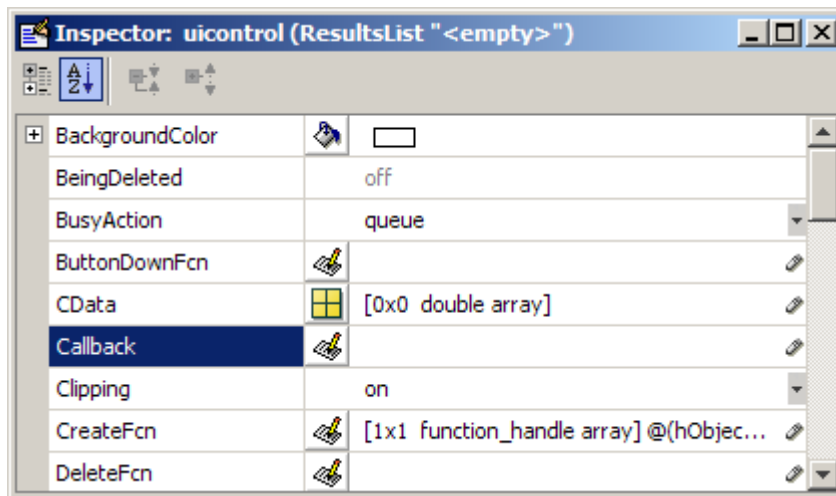 Inspector: uicontrol (ResultsList "<empty>")
BackgroundColor
BeingDeleted off
BusyAction queue
ButtonDownFcn
CData [0x0 double array]
Callback
Clipping on
CreateFcn [1x1 function_handle array] @(hObjec...
DeleteFcn